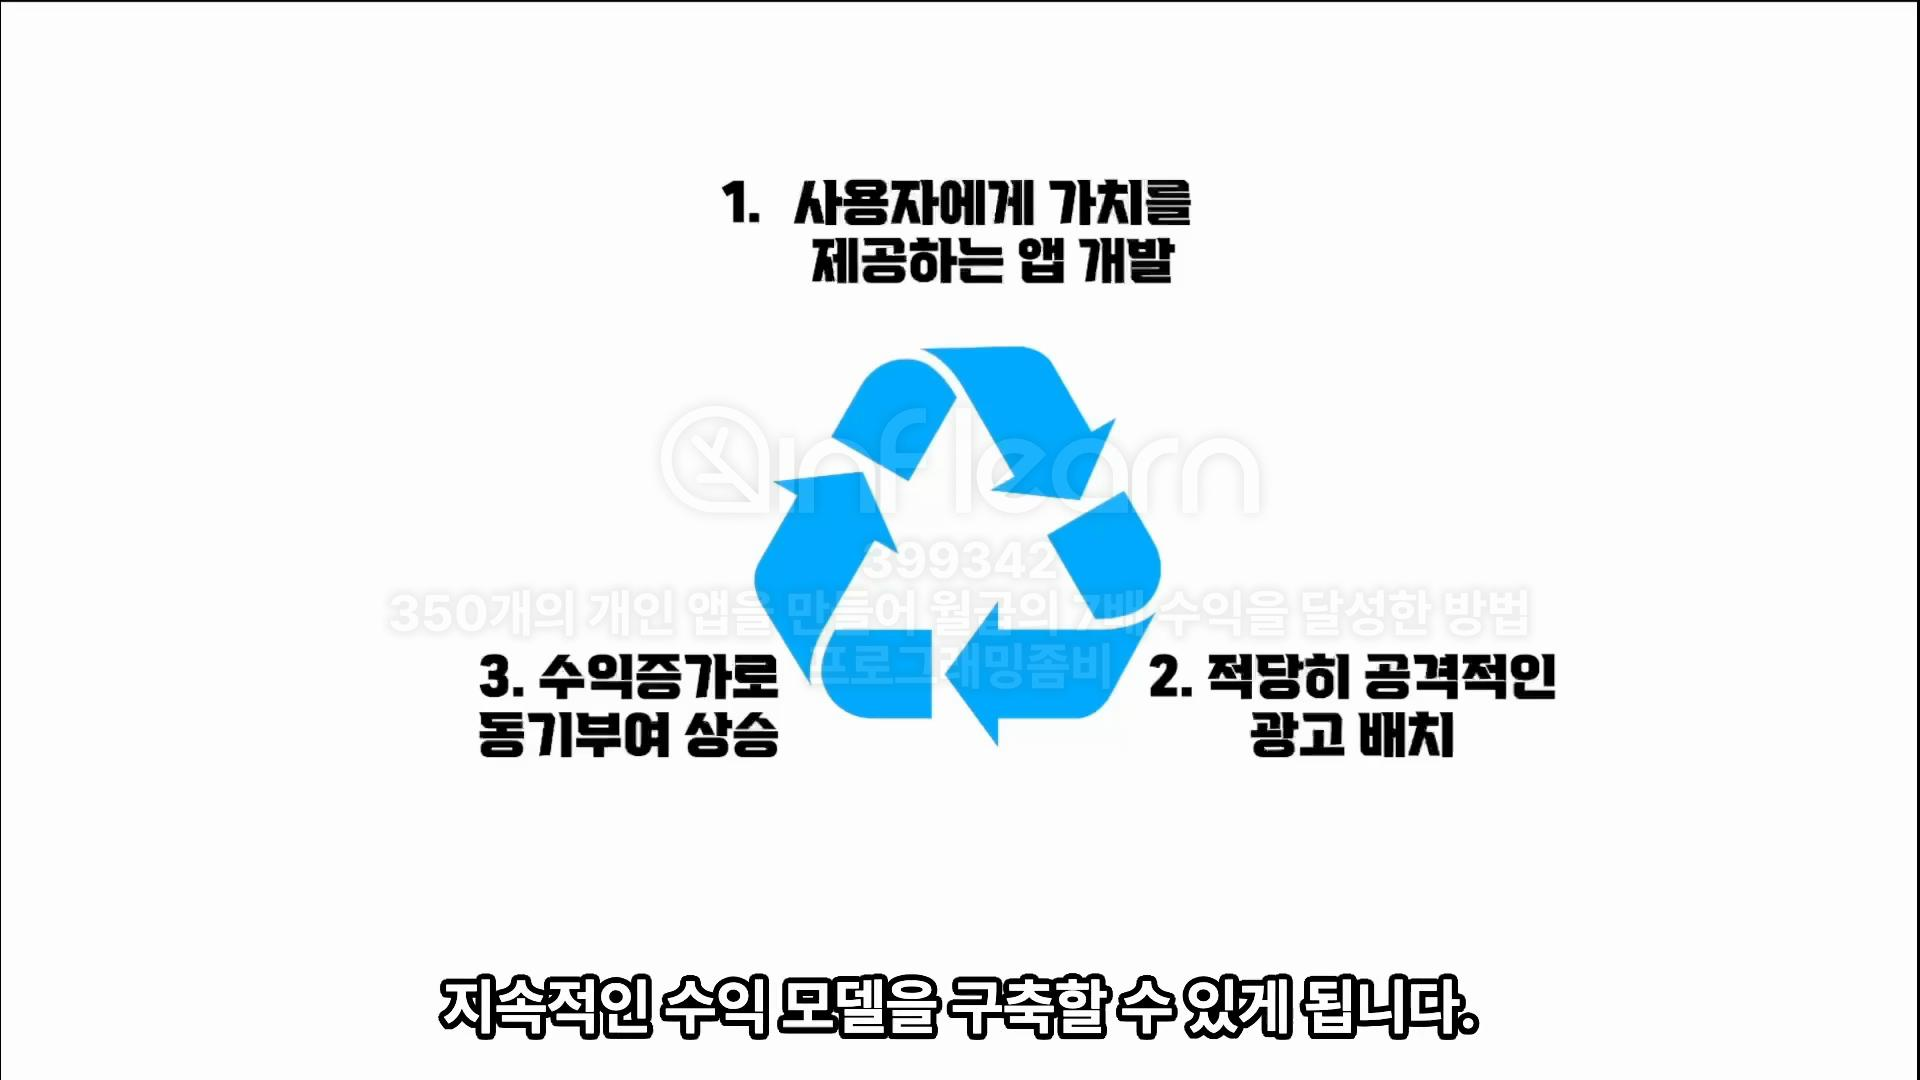 1. 사용자에게 가치를
제공하는 앱 개발
inflearn
399342
350개의 개인 앱을 만들어 월급의 7배 수익을 달성한 방법
프로그래밍좀비
3. 수익증가로
동기부여 상승
2. 적당히 공격적인
광고 배치
지속적인 수익 모델을 구축할 수 있게 됩니다.